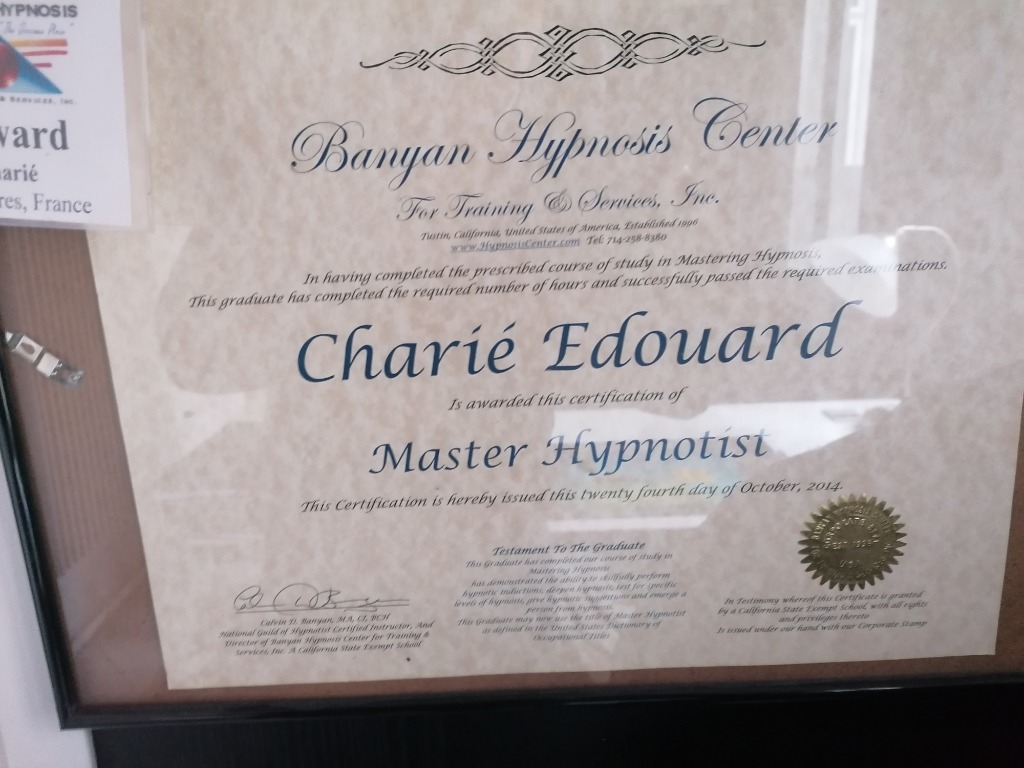 HYPNOSIS
& Services, Inc.
ward
arié
res, France
Banyan Hypnosis Center
For Training & Services, Inc.
Tustin, California, United States of America, Established 1996
www.HypnosisCenter.com Tel: 714-258-8380
In having completed the prescribed course of study in Mastering Hypnosis,
This graduate has completed the required number of hours and successfully passed the required examinations.
Charié Edouard
Is awarded this certification of
Master Hypnotist
This Certification is hereby issued this twenty fourth day of October, 2014.
Calvin D. Banyan, MA, CI, BCH
National Guild of Hypnotist Certified Instructor, And
Director of Banyan Hypnosis Center for Training &
Services, Inc. A California State Exempt School
Testament To The Graduate
This Graduate has completed our course of study in
Mastering Hypnosis
has demonstrated the ability to skillfully perform
hypnotic inductions, deepen hypnosis, test for specific
levels of hypnosis, give hypnotic suggestions and emerge a
person from hypnosis.
This Graduate may now use the title of Master Hypnotist
as defined in the United States Dictionary of
Occupational Titles
In Testimony whereof this Certificate is granted
by a California State Exempt School, with all rights
and privileges thereto
Is issued under our hand with our Corporate Stamp